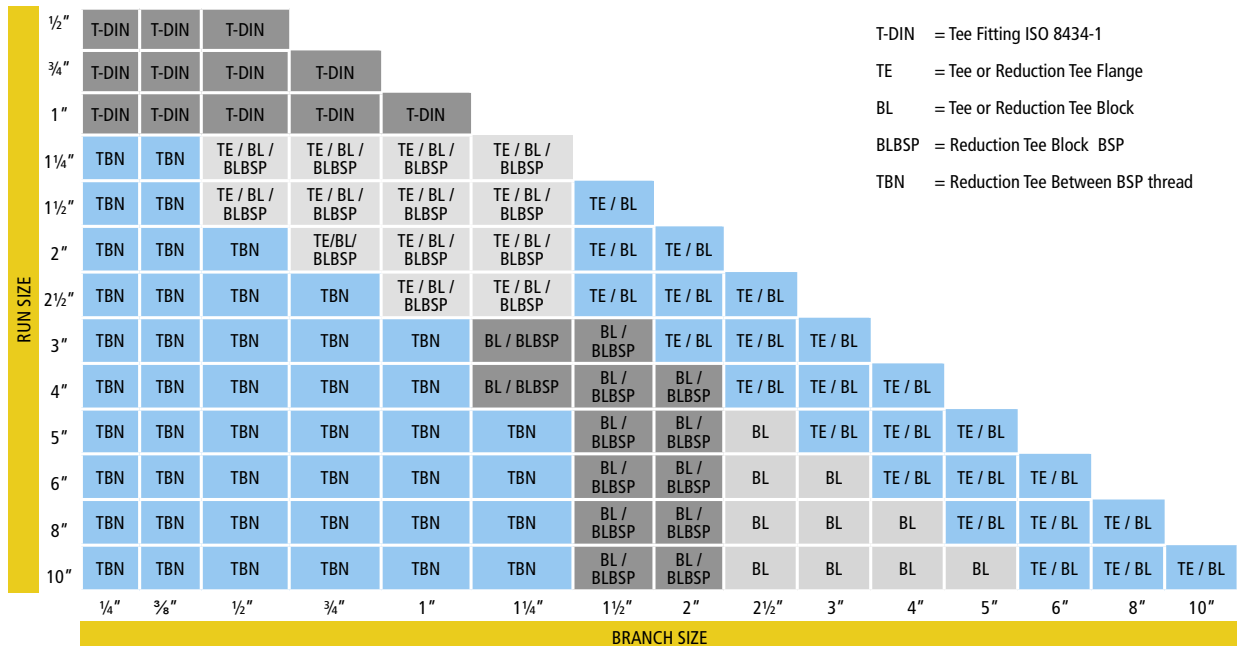 ½" T-DIN T-DIN T-DIN
¾" T-DIN T-DIN T-DIN T-DIN
1" T-DIN T-DIN T-DIN T-DIN T-DIN
1¼" TBN TBN TE / BL / BLBSP TE / BL / BLBSP TE / BL / BLBSP TE / BL / BLBSP
1½" TBN TBN TE / BL / BLBSP TE / BL / BLBSP TE / BL / BLBSP TE / BL / BLBSP TE / BL
2" TBN TBN TBN TE/BL/ BLBSP TE / BL / BLBSP TE / BL / BLBSP TE / BL TE / BL
2½" TBN TBN TBN TBN TE / BL / BLBSP TE / BL / BLBSP TE / BL TE / BL TE / BL
3" TBN TBN TBN TBN TBN BL / BLBSP BL / BLBSP TE / BL TE / BL TE / BL
4" TBN TBN TBN TBN TBN BL / BLBSP BL / BLBSP BL / BLBSP TE / BL TE / BL TE / BL
5" TBN TBN TBN TBN TBN TBN BL / BLBSP BL / BLBSP BL TE / BL TE / BL TE / BL
6" TBN TBN TBN TBN TBN TBN BL / BLBSP BL / BLBSP BL BL TE / BL TE / BL TE / BL
8" TBN TBN TBN TBN TBN TBN BL / BLBSP BL / BLBSP BL BL BL TE / BL TE / BL TE / BL
10" TBN TBN TBN TBN TBN TBN BL / BLBSP BL / BLBSP BL BL BL BL TE / BL TE / BL TE / BL
¼" ⅜" ½" ¾" 1" 1¼" 1½" 2" 2½" 3" 4" 5" 6" 8" 10"
RUN SIZE
BRANCH SIZE
T-DIN = Tee Fitting ISO 8434-1
TE = Tee or Reduction Tee Flange
BL = Tee or Reduction Tee Block
BLBSP = Reduction Tee Block BSP
TBN = Reduction Tee Between BSP thread